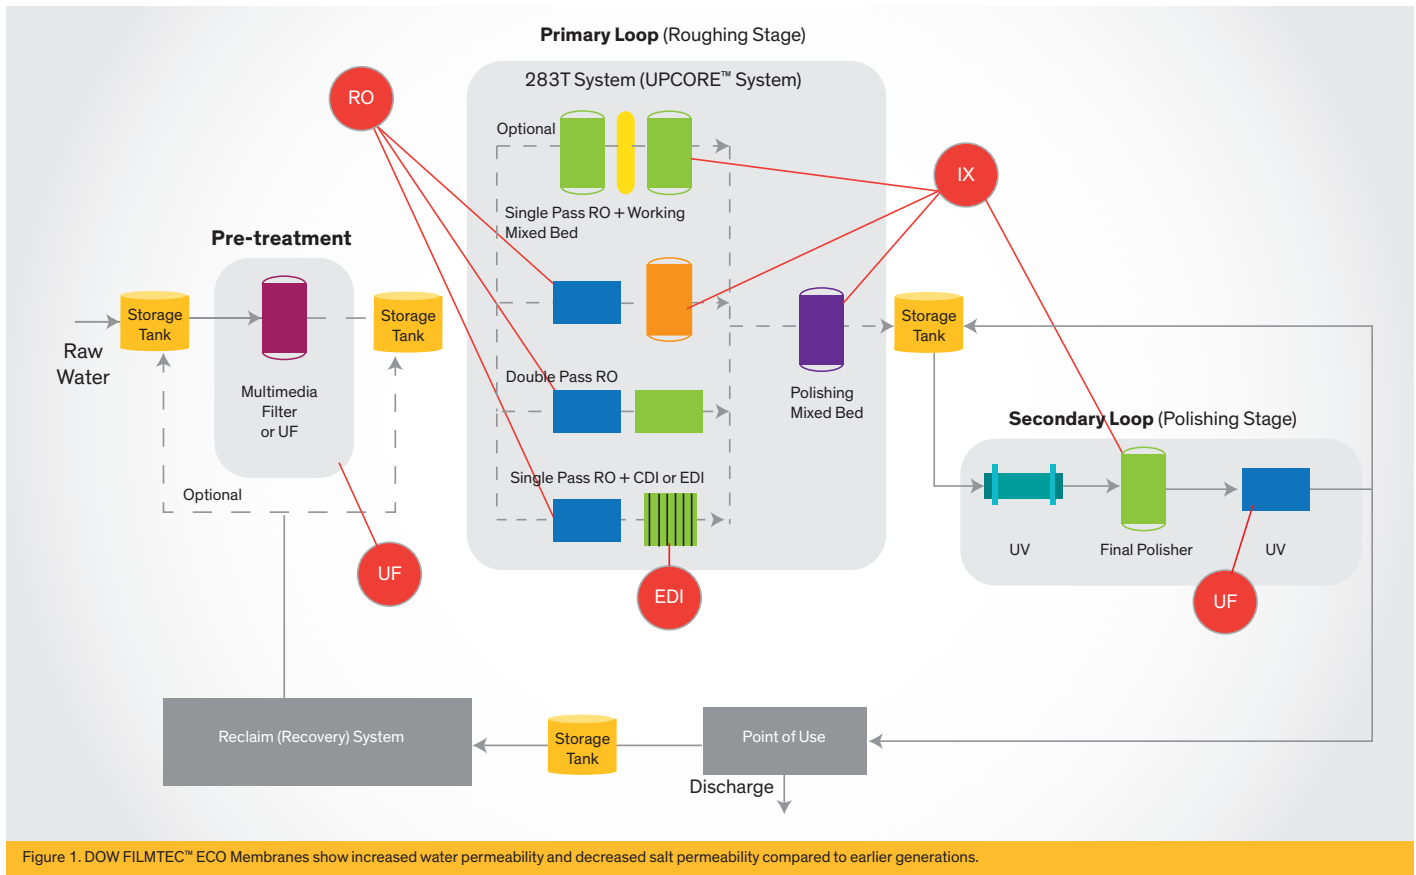 Primary Loop (Roughing Stage)
283T System (UPCORE™ System)
RO
Optional
IX
Single Pass RO + Working
Mixed Bed
Pre-treatment
Storage
Tank
Storage
Tank
Storage
Tank
Raw
Water
Multimedia
Filter
or UF
Double Pass RO
Polishing
Mixed Bed
Secondary Loop (Polishing Stage)
Single Pass RO + CDI or EDI
Optional
UV
Final Polisher
UV
UF
EDI
UF
Reclaim (Recovery) System
Storage
Tank
Point of Use
Discharge
Figure 1. DOW FILMTEC™ ECO Membranes show increased water permeability and decreased salt permeability compared to earlier generations.